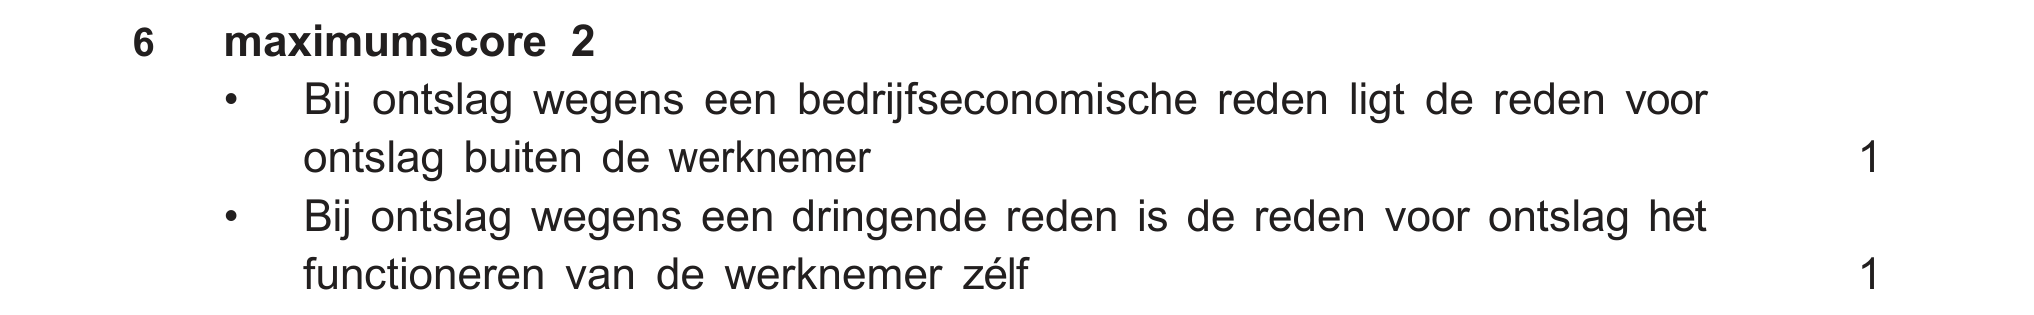 6 maximumscore 2
• Bij ontslag wegens een bedrijfseconomische reden ligt de reden voor
ontslag buiten de werknemer 1
• Bij ontslag wegens een dringende reden is de reden voor ontslag het
functioneren van de werknemer zélf 1